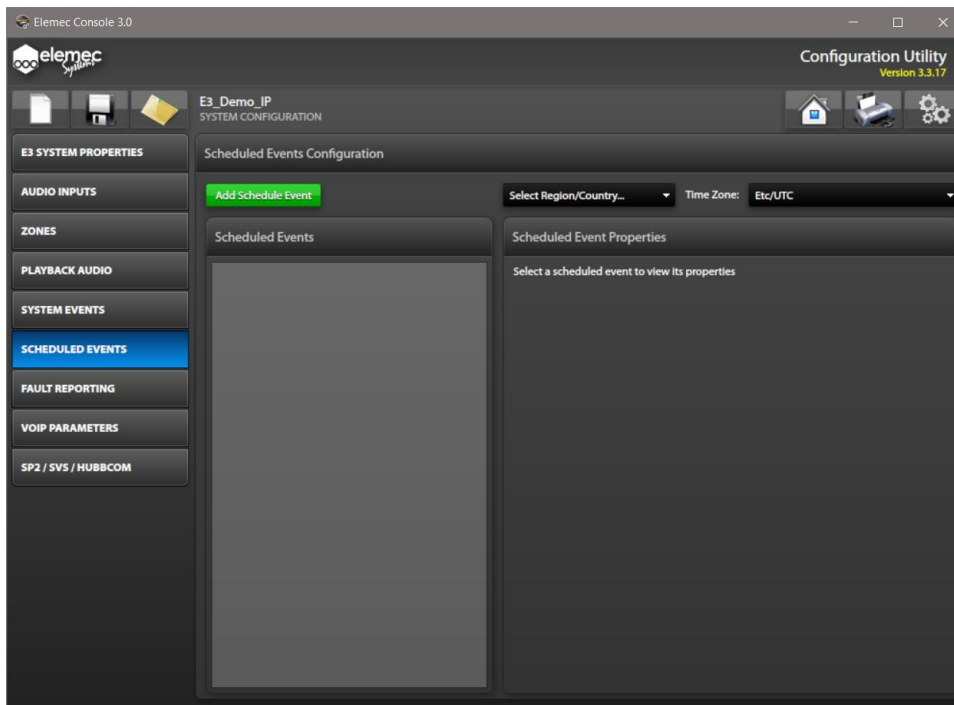 Elemec Console 3.0
elemec
Systems
Configuration Utility
Version 3.3.17
E3_Demo_IP
SYSTEM CONFIGURATION
E3 SYSTEM PROPERTIES
AUDIO INPUTS
ZONES
PLAYBACK AUDIO
SYSTEM EVENTS
SCHEDULED EVENTS
FAULT REPORTING
VOIP PARAMETERS
SP2 / SVS / HUBBCOM
Scheduled Events Configuration
Add Schedule Event
Select Region/Country...
Time Zone:
Etc/UTC
Scheduled Events
Scheduled Event Properties
Select a scheduled event to view its properties